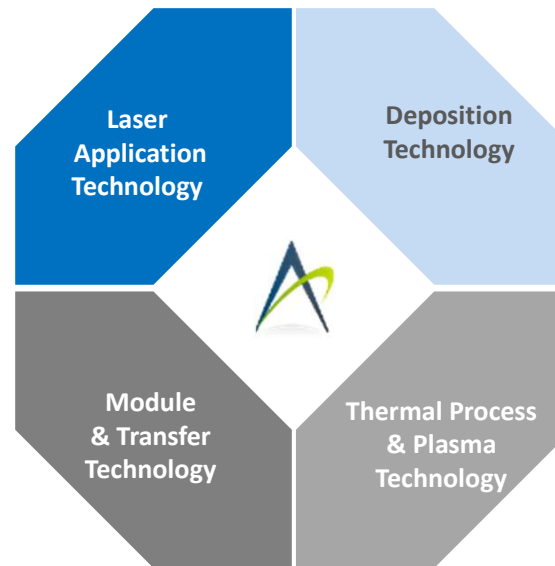 Laser
Application
Technology
Deposition
Technology
Module
& Transfer
Technology
Thermal Process
& Plasma
Technology